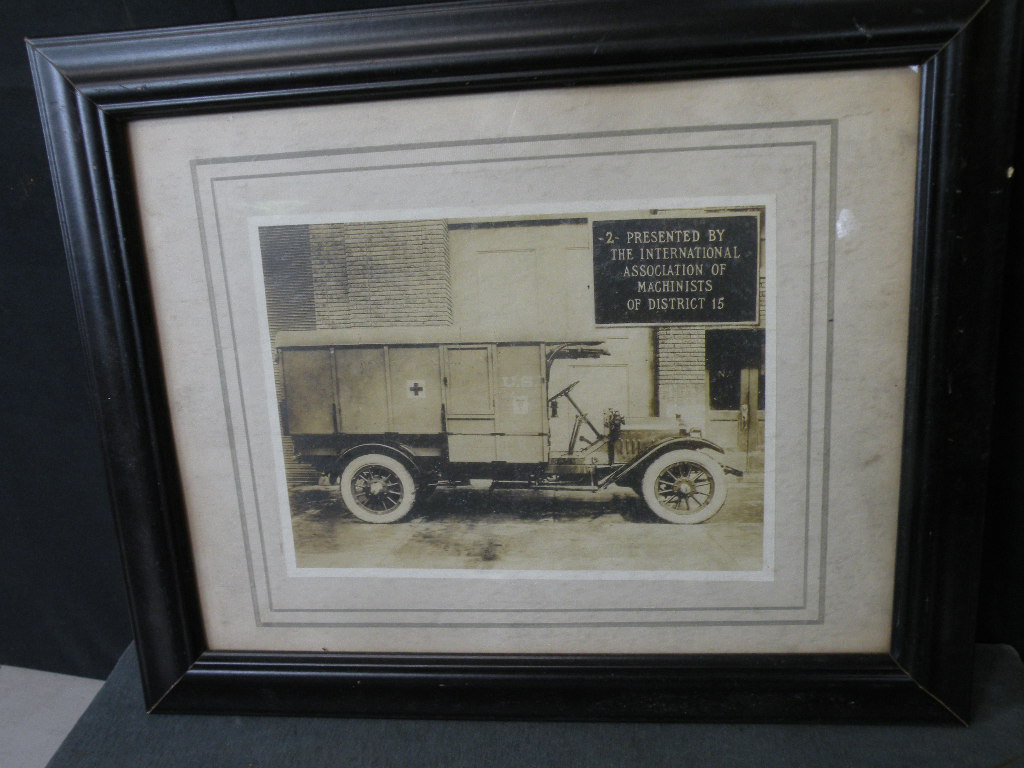 -2- PRESENTED BY
THE INTERNATIONAL
ASSOCIATION OF
MACHINISTS
OF DISTRICT 15
U.S.